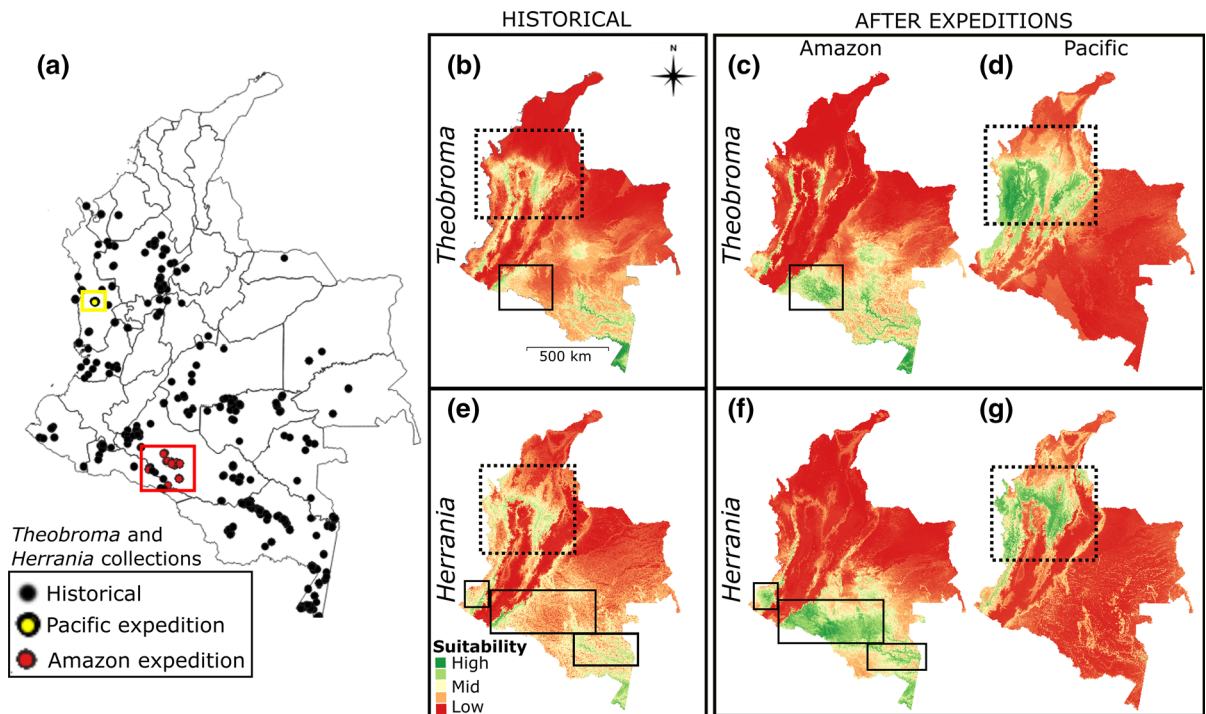 HISTORICAL
AFTER EXPEDITIONS
Amazon
Pacific
(a)
(b)
N
(c)
(d)
Theobroma
Theobroma
500 km
(e)
(f)
(g)
Herrania
Herrania
Theobroma and
Herrania collections
Historical
Pacific expedition
Amazon expedition
Suitability
High
Mid
Low